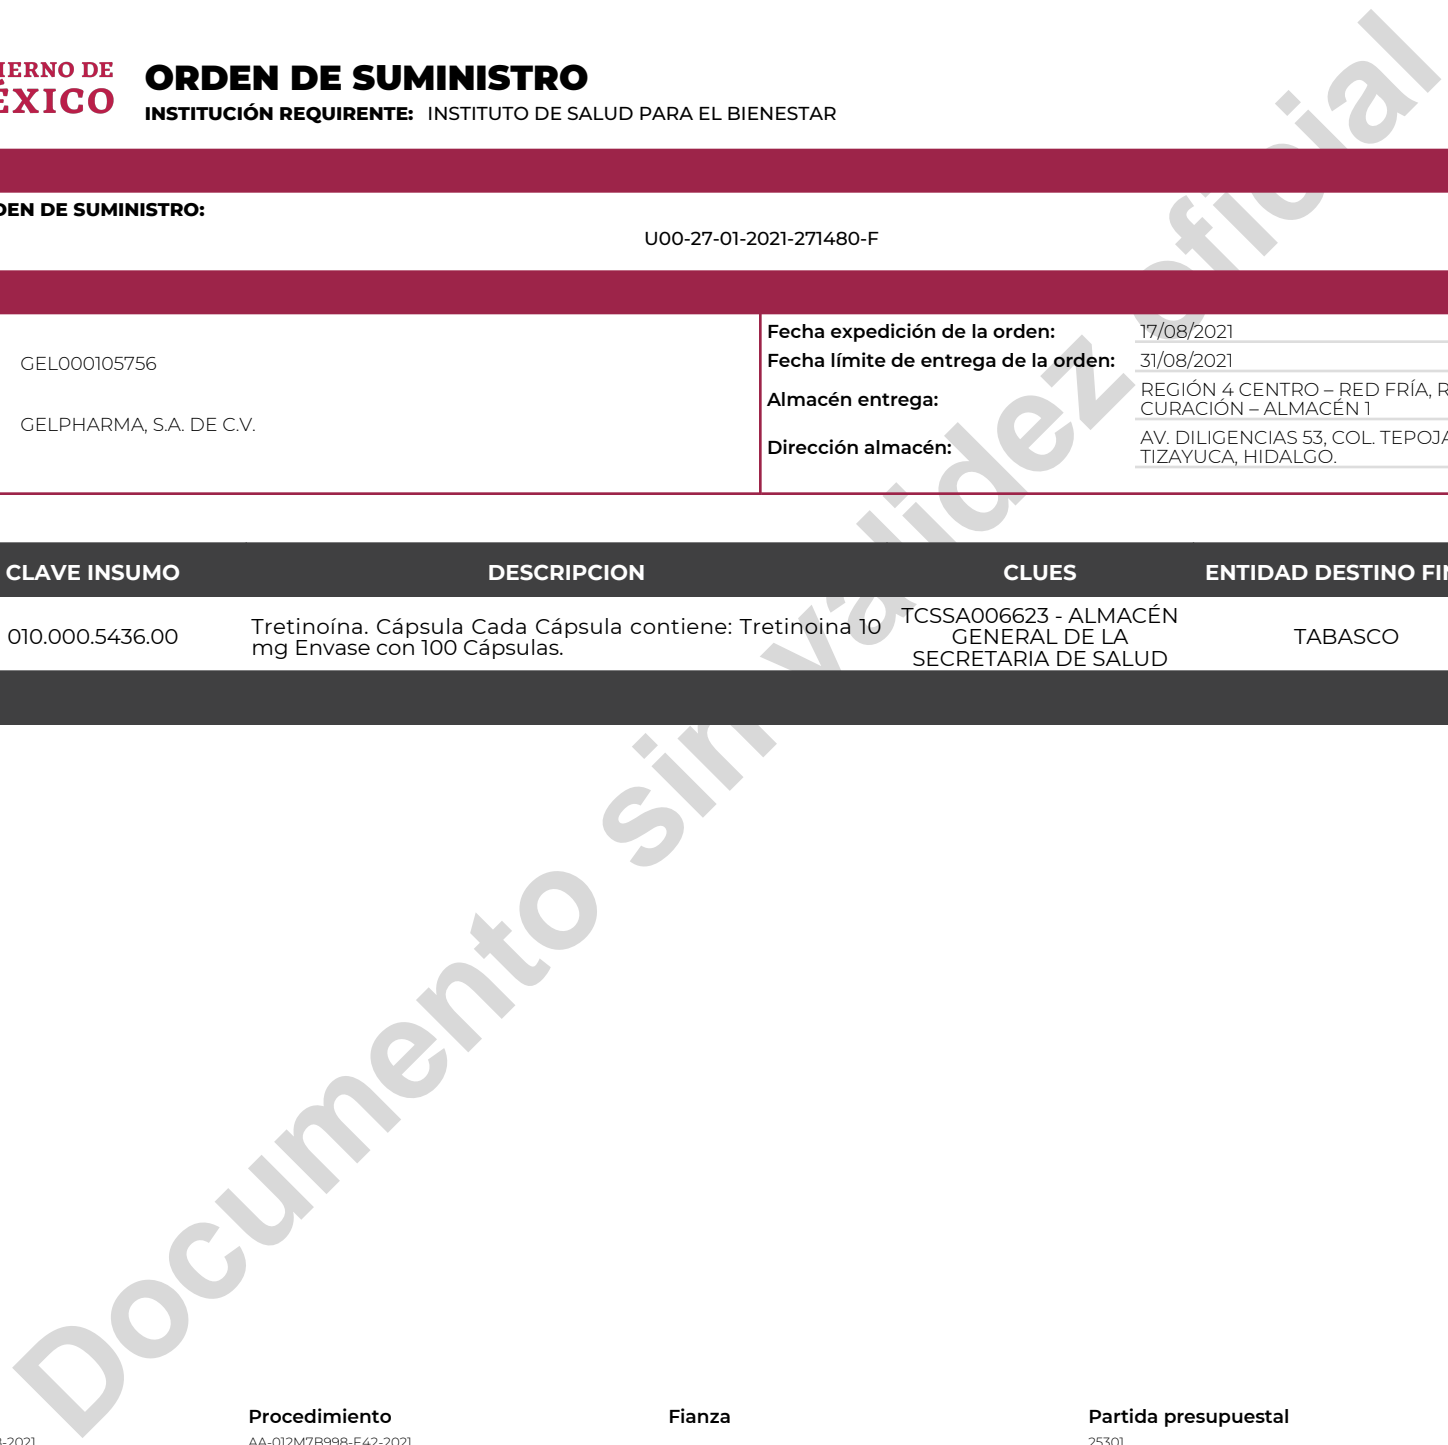 IERNO DE
ÉXICO
ORDEN DE SUMINISTRO
INSTITUCIÓN REQUIRENTE: INSTITUTO DE SALUD PARA EL BIENESTAR
DEN DE SUMINISTRO:
U00-27-01-2021-271480-F
GEL000105756
GELPHARMA, S.A. DE C.V.
Fecha expedición de la orden: 17/08/2021
Fecha límite de entrega de la orden: 31/08/2021
Almacén entrega: REGIÓN 4 CENTRO – RED FRÍA, R
CURACIÓN – ALMACÉN 1
Dirección almacén: AV. DILIGENCIAS 53, COL. TEPOJA
TIZAYUCA, HIDALGO.
CLAVE INSUMO DESCRIPCION CLUES ENTIDAD DESTINO FIN
010.000.5436.00
Tretinoína. Cápsula Cada Cápsula contiene: Tretinoina 10
mg Envase con 100 Cápsulas.
TCSSA006623 - ALMACÉN
GENERAL DE LA
SECRETARIA DE SALUD
TABASCO
Documento sin validez oficial
Procedimiento Fianza Partida presupuestal
-2021 AA-012M7B998-E42-2021 25301